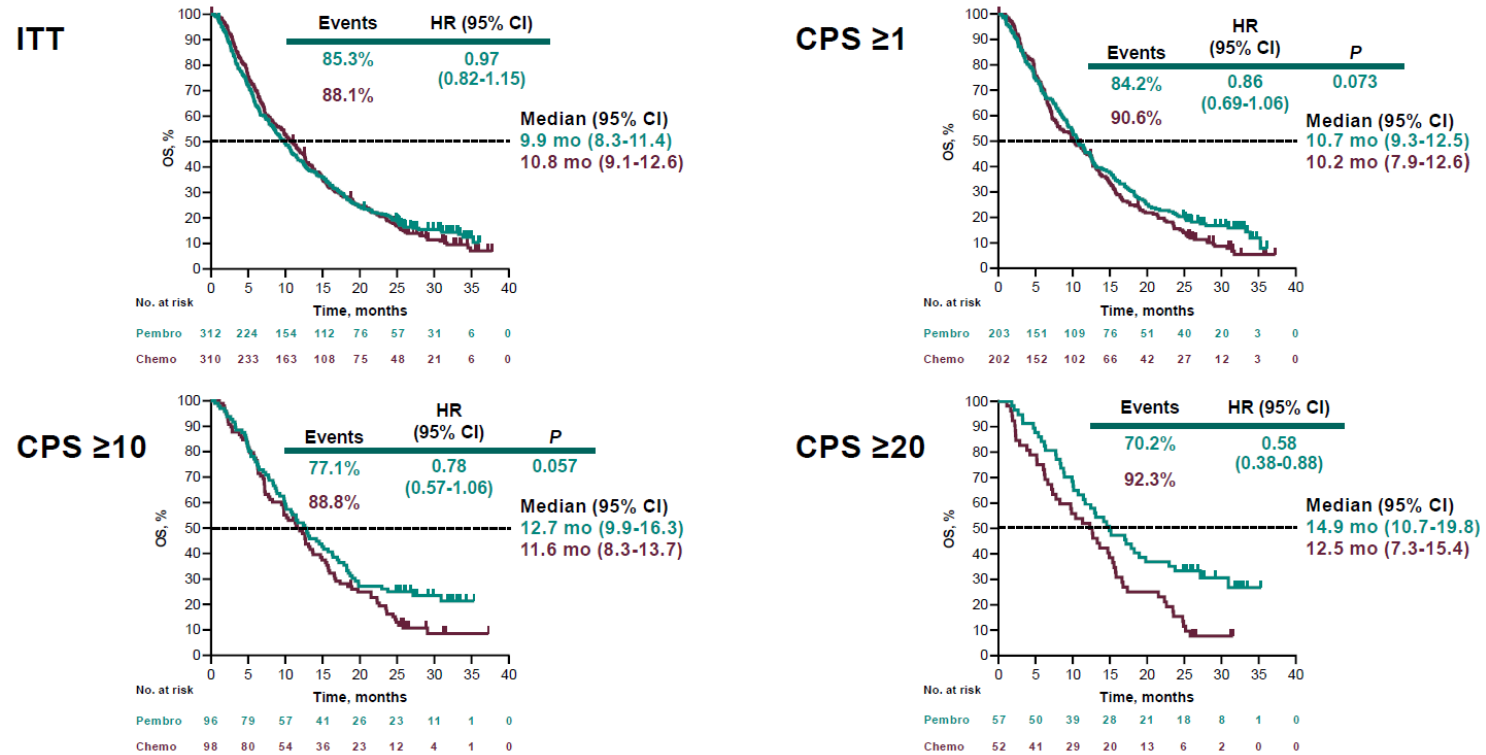 ITT
Events HR (95% CI)
85.3% 0.97
(0.82-1.15)
88.1%
Median (95% CI)
9.9 mo (8.3-11.4)
10.8 mo (9.1-12.6)
OS, %
100
90
80
70
60
50
40
30
20
10
0
0 5 10 15 20 25 30 35 40
Time, months
No. at risk
Pembro 312 224 154 112 76 57 31 6 0
Chemo 310 233 163 108 75 48 21 6 0
CPS ≥1
HR
Events (95% CI) P
84.2% 0.86 0.073
(0.69-1.06)
90.6%
Median (95% CI)
10.7 mo (9.3-12.5)
10.2 mo (7.9-12.6)
OS, %
100
90
80
70
60
50
40
30
20
10
0
0 5 10 15 20 25 30 35 40
Time, months
No. at risk
Pembro 203 151 109 76 51 40 20 3 0
Chemo 202 152 102 66 42 27 12 3 0
CPS ≥10
HR
Events (95% CI) P
77.1% 0.78 0.057
(0.57-1.06)
88.8%
Median (95% CI)
12.7 mo (9.9-16.3)
11.6 mo (8.3-13.7)
OS, %
100
90
80
70
60
50
40
30
20
10
0
0 5 10 15 20 25 30 35 40
Time, months
No. at risk
Pembro 96 79 57 41 26 23 11 1 0
Chemo 98 80 54 36 23 12 4 1 0
CPS ≥20
Events HR (95% CI)
70.2% 0.58
(0.38-0.88)
92.3%
Median (95% CI)
14.9 mo (10.7-19.8)
12.5 mo (7.3-15.4)
OS, %
100
90
80
70
60
50
40
30
20
10
0
0 5 10 15 20 25 30 35 40
Time, months
No. at risk
Pembro 57 50 39 28 21 18 8 1 0
Chemo 52 41 29 20 13 6 2 0 0